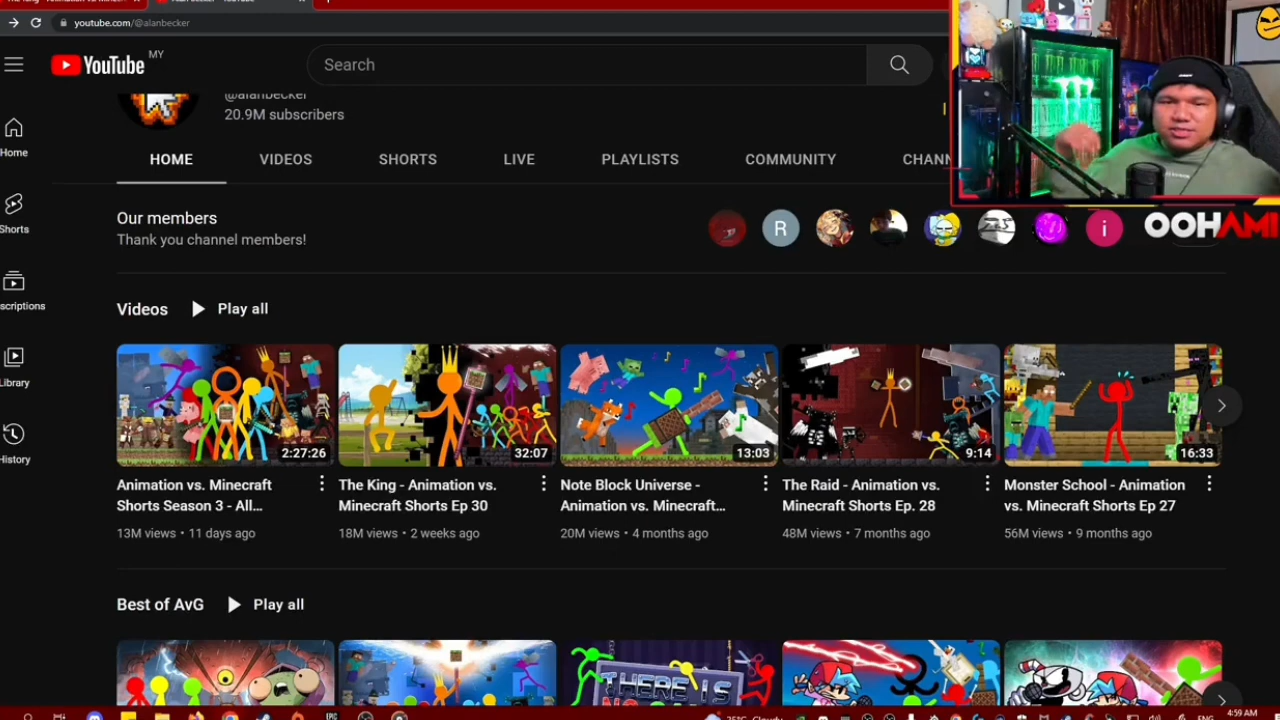 youtube.com/@alanbecker
YouTube MY
Search
@alanbecker
20.9M subscribers
Home
HOME
VIDEOS
SHORTS
LIVE
PLAYLISTS
COMMUNITY
CHANN
Shorts
Our members
Thank you channel members!
R
i
OOHAMI
scriptions
Videos
Play all
Library
History
2:27:26
32:07
13:03
9:14
16:33
Animation vs. Minecraft
Shorts Season 3 - All...
13M views • 11 days ago
The King - Animation vs.
Minecraft Shorts Ep 30
18M views • 2 weeks ago
Note Block Universe -
Animation vs. Minecraft...
20M views • 4 months ago
The Raid - Animation vs.
Minecraft Shorts Ep. 28
48M views • 7 months ago
Monster School - Animation
vs. Minecraft Shorts Ep 27
56M views • 9 months ago
Best of AvG
Play all
THERE IS
25°C Cloudy
ENG
4:59 AM